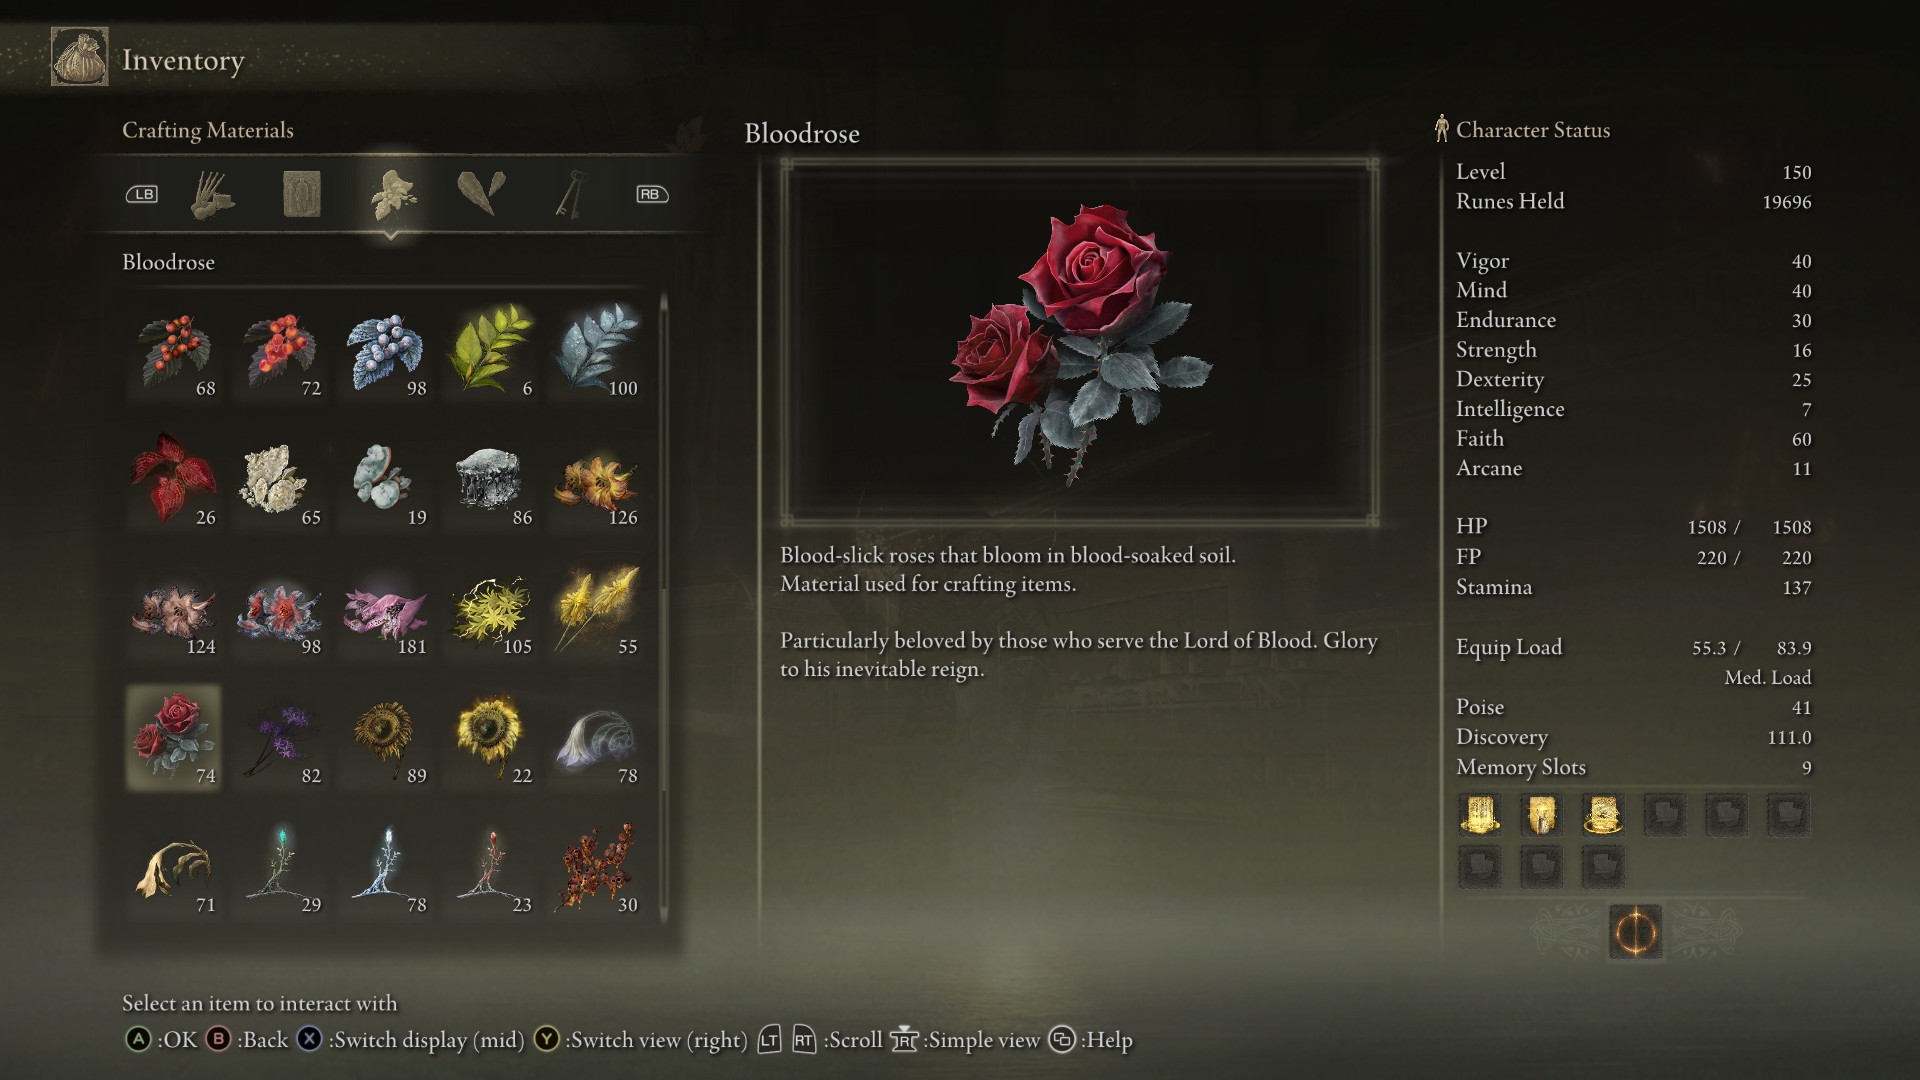 Inventory
Crafting Materials
LB
RB
Bloodrose
68 72 98 6 100
26 65 19 86 126
124 98 181 105 55
74 82 89 22 78
71 29 78 23 30
Bloodrose
Blood-slick roses that bloom in blood-soaked soil.
Material used for crafting items.
Particularly beloved by those who serve the Lord of Blood. Glory
to his inevitable reign.
Character Status
Level 150
Runes Held 19696
Vigor 40
Mind 40
Endurance 30
Strength 16
Dexterity 25
Intelligence 7
Faith 60
Arcane 11
HP 1508 / 1508
FP 220 / 220
Stamina 137
Equip Load 55.3 / 83.9
Med. Load
Poise 41
Discovery 111.0
Memory Slots 9
Select an item to interact with
A :OK B :Back X :Switch display (mid) Y :Switch view (right) LT RT :Scroll R :Simple view :Help